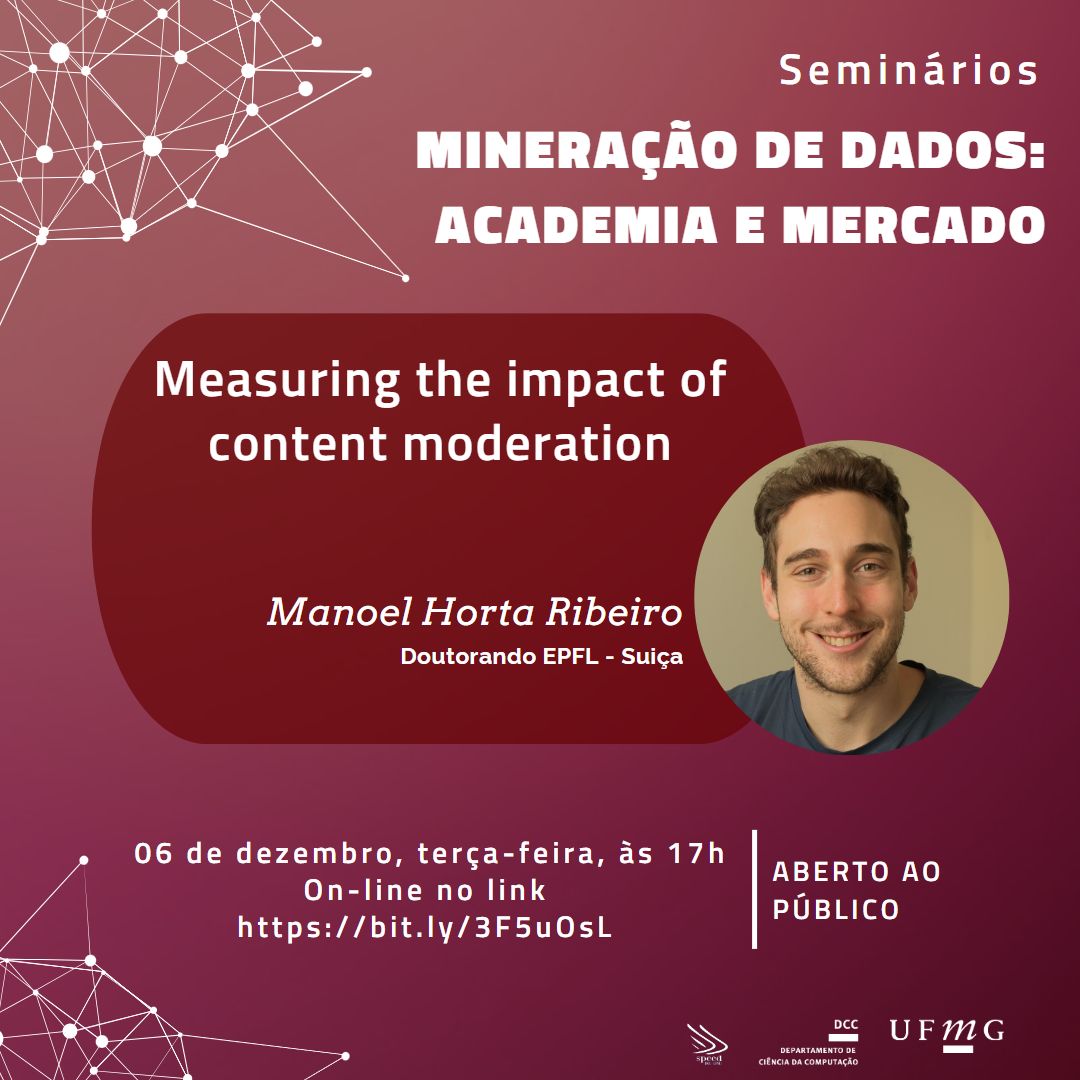 Seminários
MINERAÇÃO DE DADOS:
ACADEMIA E MERCADO
Measuring the impact of
content moderation
Manoel Horta Ribeiro
Doutorando EPFL - Suiça
06 de dezembro, terça-feira, às 17h
On-line no link
https://bit.ly/3F5uOsL
ABERTO AO
PÚBLICO
speed
DCC
DEPARTAMENTO DE
CIÊNCIA DA COMPUTAÇÃO
UFmG